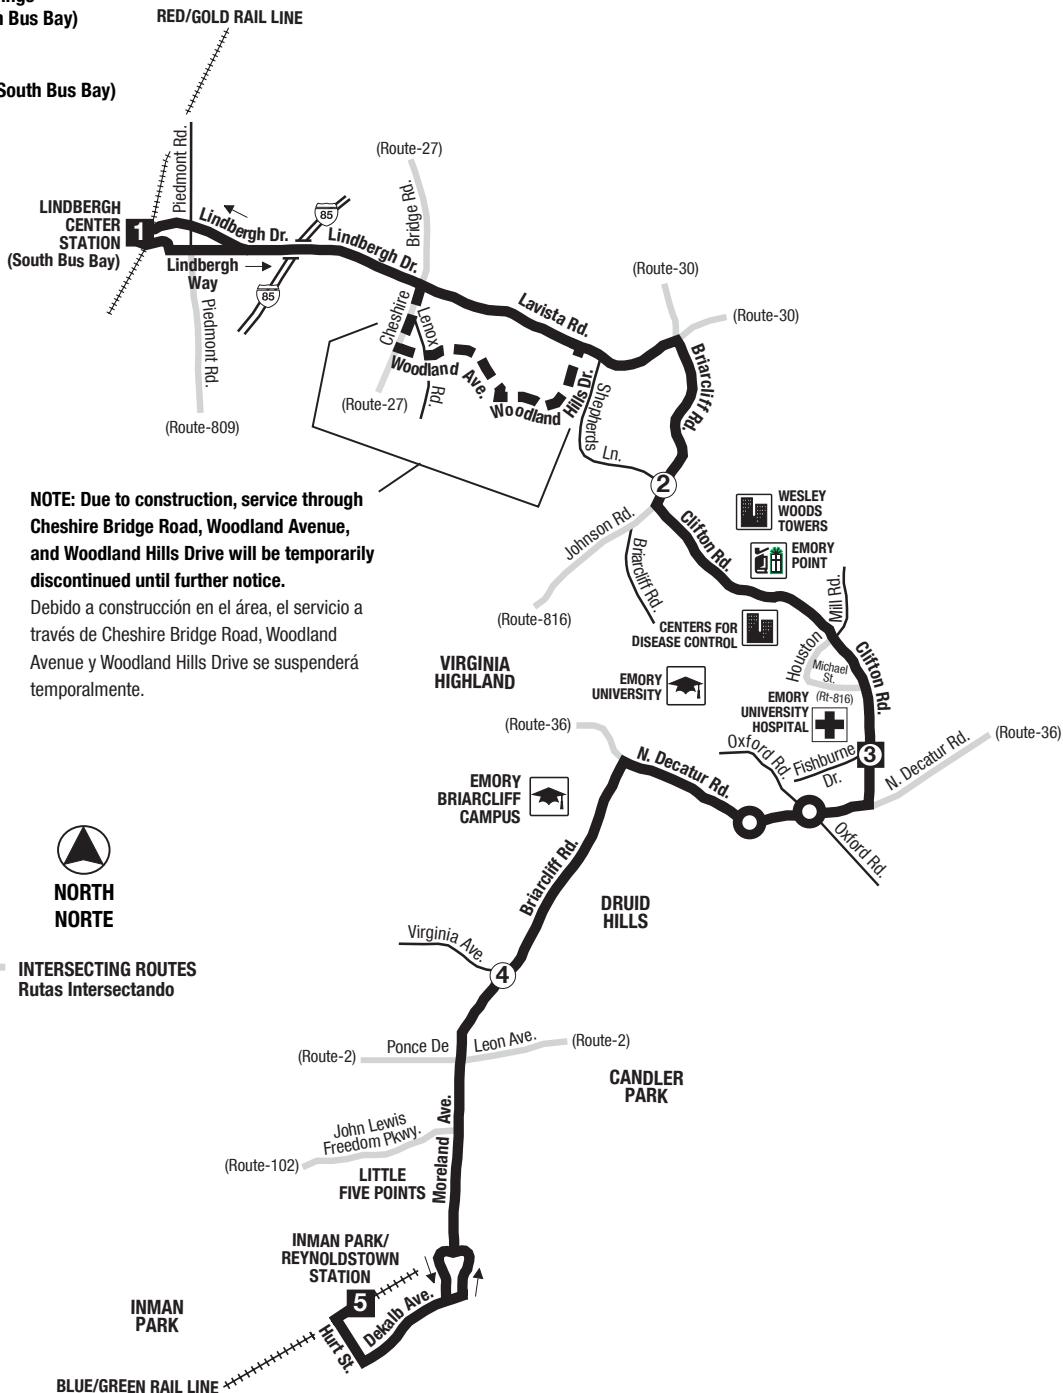 RED/GOLD RAIL LINE
Bus Bay)
South Bus Bay)
Piedmont Rd.
(Route-27)
LINDBERGH
CENTER
STATION
(South Bus Bay)
1
Lindbergh Dr.
85
Lindbergh Dr.
Bridge Rd.
Lindbergh
Way
85
Piedmont Rd.
(Route-809)
(Route-30)
(Route-30)
Lavista Rd.
Cheshire
Lenox
Rd.
Woodland Ave.
Woodland
Hills Dr.
(Route-27)
Shepherds
Ln.
Briarcliff Rd.
2
NOTE: Due to construction, service through
Cheshire Bridge Road, Woodland Avenue,
and Woodland Hills Drive will be temporarily
discontinued until further notice.
Debido a construcción en el área, el servicio a
través de Cheshire Bridge Road, Woodland
Avenue y Woodland Hills Drive se suspenderá
temporalmente.
Johnson Rd.
(Route-816)
Briarcliff Rd.
Clifton Rd.
WESLEY
WOODS
TOWERS
EMORY
POINT
CENTERS FOR
DISEASE CONTROL
Houston
Mill Rd.
Michael
St.
(Rt-816)
Clifton Rd.
VIRGINIA
HIGHLAND
EMORY
UNIVERSITY
EMORY
UNIVERSITY
HOSPITAL
(Route-36)
Oxford Rd.
Fishburne
Dr.
3
N. Decatur Rd.
(Route-36)
N. Decatur Rd.
Oxford Rd.
EMORY
BRIARCLIFF
CAMPUS
NORTH
NORTE
Briarcliff Rd.
DRUID
HILLS
Virginia Ave.
4
INTERSECTING ROUTES
Rutas Intersectando
(Route-2)
Ponce De Leon Ave.
(Route-2)
CANDLER
PARK
John Lewis
Freedom Pkwy.
(Route-102)
Moreland Ave.
LITTLE
FIVE POINTS
INMAN PARK/
REYNOLDSTOWN
STATION
5
INMAN
PARK
Dekalb Ave.
Hurt St.
BLUE/GREEN RAIL LINE